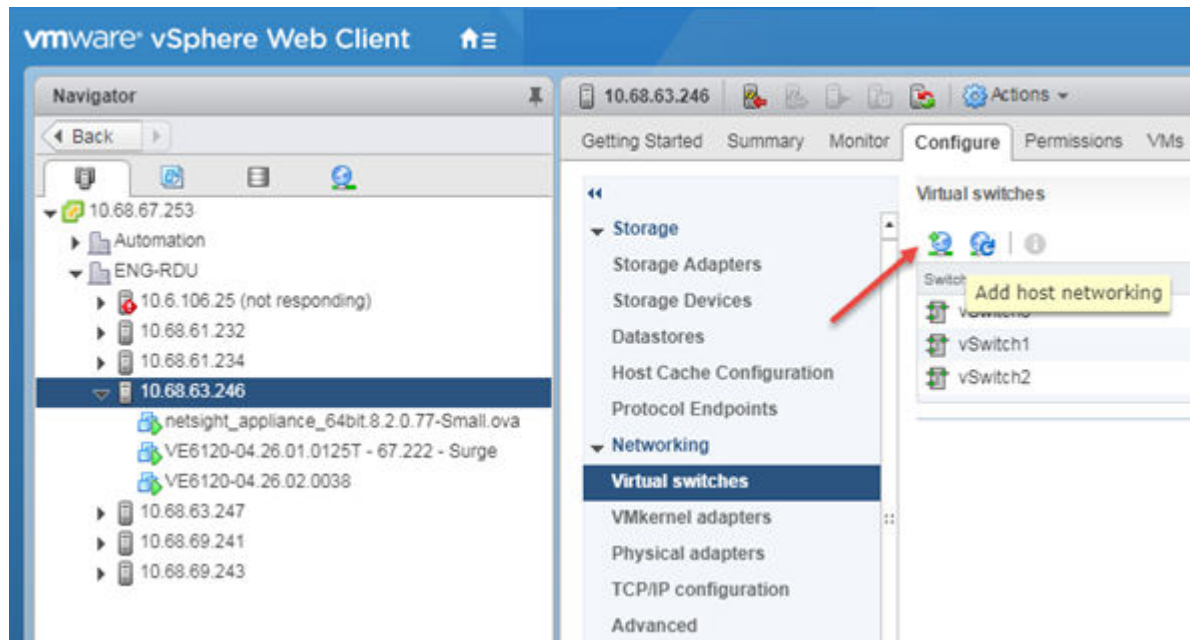 vmware® vSphere Web Client
Navigator
Back
10.68.67.253
Automation
ENG-RDU
10.6.106.25 (not responding)
10.68.61.232
10.68.61.234
10.68.63.246
netsight_appliance_64bit.8.2.0.77-Small.ova
VE6120-04.26.01.0125T - 67.222 - Surge
VE6120-04.26.02.0038
10.68.63.247
10.68.69.241
10.68.69.243
10.68.63.246 Actions
Getting Started Summary Monitor Configure Permissions VMs
Storage
Storage Adapters
Storage Devices
Datastores
Host Cache Configuration
Protocol Endpoints
Networking
Virtual switches
VMkernel adapters
Physical adapters
TCP/IP configuration
Advanced
Virtual switches
Add host networking
vSwitch1
vSwitch2